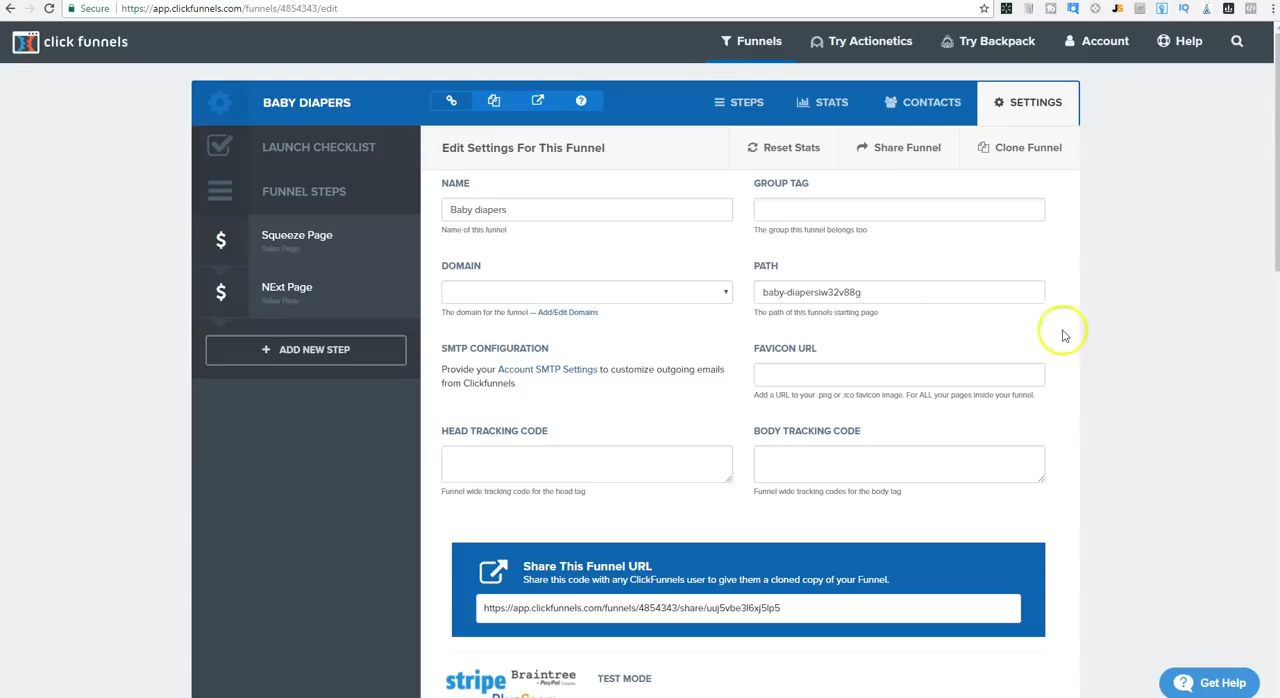 Secure
https://app.clickfunnels.com/funnels/4854343/edit
click funnels
Funnels
Try Actionetics
Try Backpack
Account
Help
BABY DIAPERS
STEPS
STATS
CONTACTS
SETTINGS
LAUNCH CHECKLIST
FUNNEL STEPS
Squeeze Page
Sales Page
NExt Page
Sales Page
+ ADD NEW STEP
Edit Settings For This Funnel
Reset Stats
Share Funnel
Clone Funnel
NAME
Baby diapers
Name of this funnel
GROUP TAG
The group this funnel belongs too
DOMAIN
The domain for the funnel — Add/Edit Domains
PATH
baby-diapersiw32v88g
The path of this funnels starting page
SMTP CONFIGURATION
Provide your Account SMTP Settings to customize outgoing emails
from Clickfunnels
FAVICON URL
Add a URL to your .png or .ico favicon image. For ALL your pages inside your funnel.
HEAD TRACKING CODE
Funnel wide tracking code for the head tag
BODY TRACKING CODE
Funnel wide tracking codes for the body tag
Share This Funnel URL
Share this code with any ClickFunnels user to give them a cloned copy of your Funnel.
https://app.clickfunnels.com/funnels/4854343/share/uuj5vbe3l6xj5lp5
stripe
Braintree
TEST MODE
Get Help